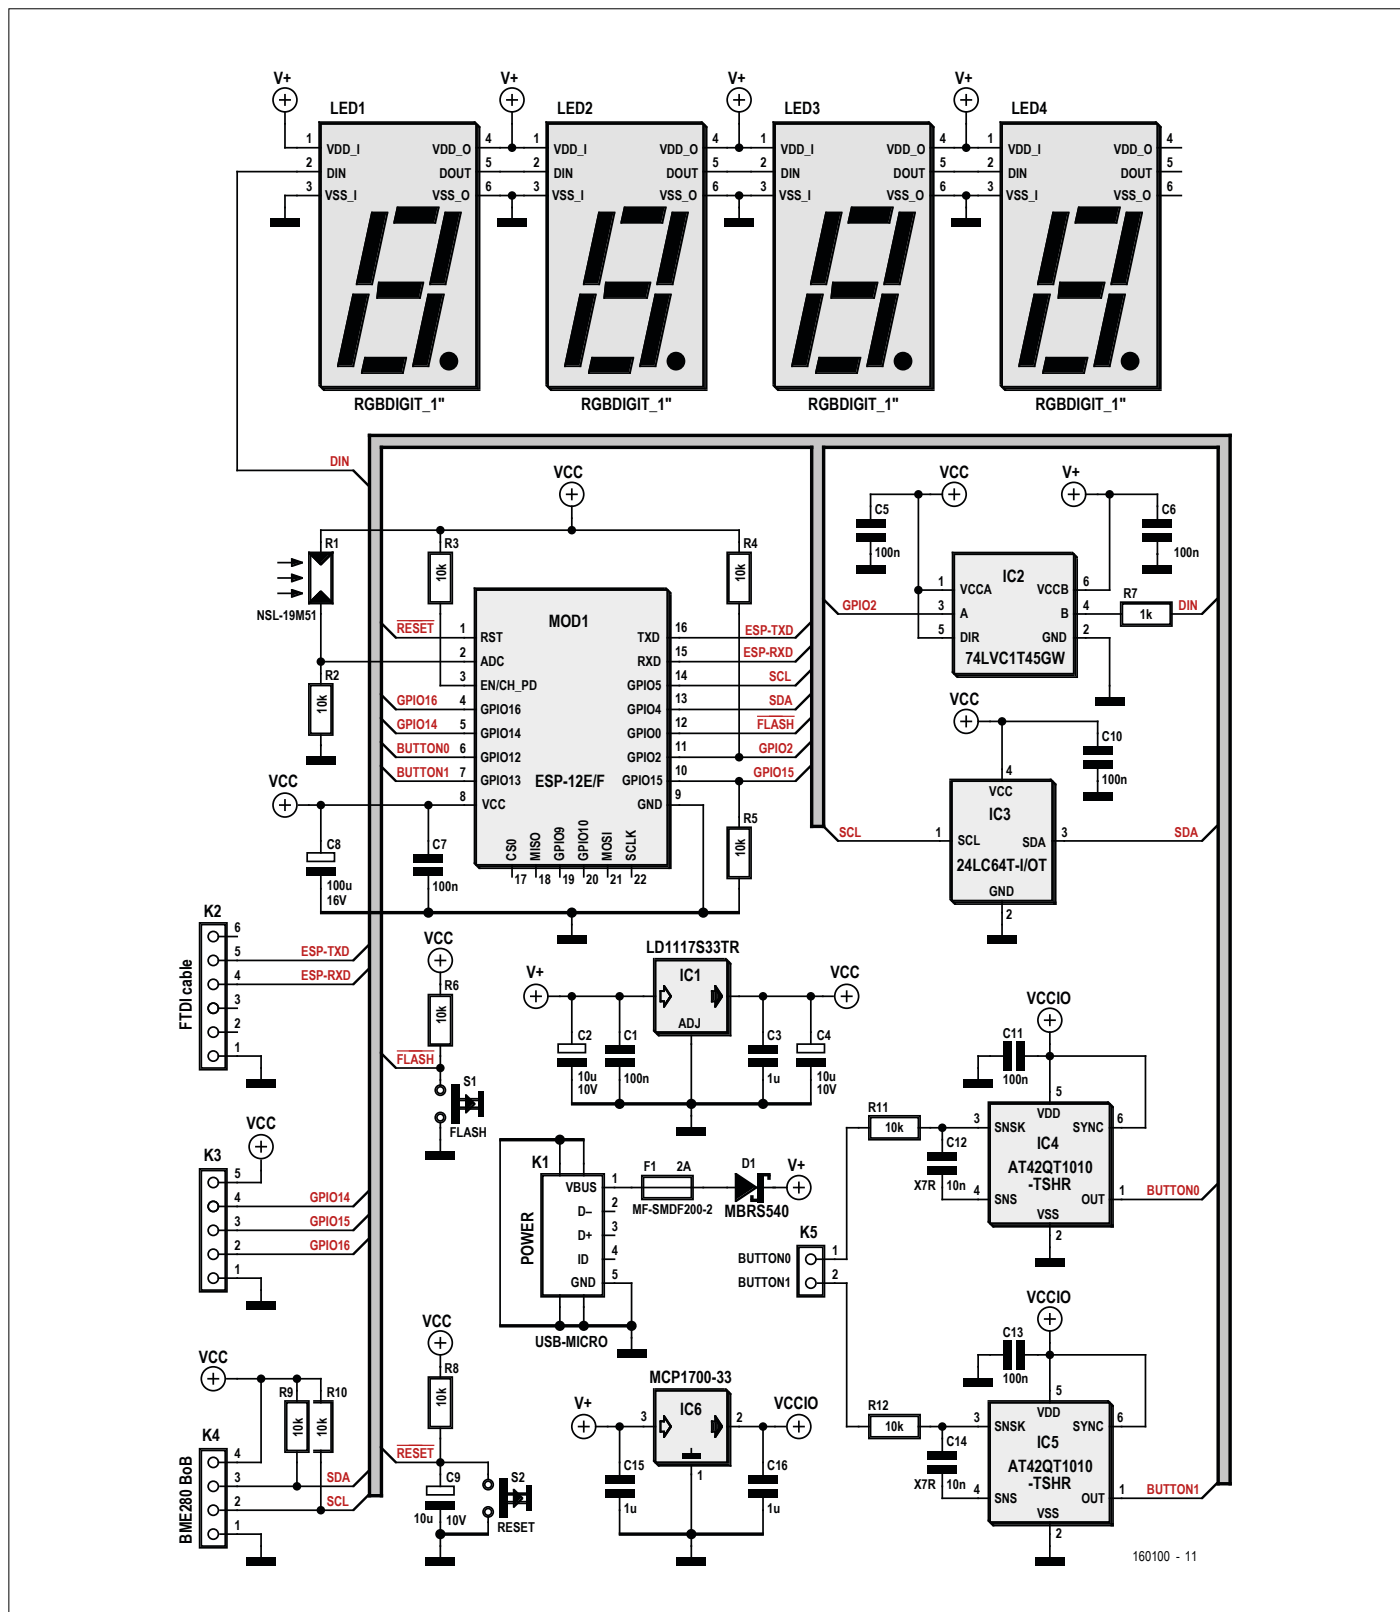 V+ V+ V+ V+
LED1 LED2 LED3 LED4
1 VDD_I VDD_O 4 1 VDD_I VDD_O 4 1 VDD_I VDD_O 4 1 VDD_I VDD_O 4
2 DIN DOUT 5 2 DIN DOUT 5 2 DIN DOUT 5 2 DIN DOUT 5
3 VSS_I VSS_O 6 3 VSS_I VSS_O 6 3 VSS_I VSS_O 6 3 VSS_I VSS_O 6
RGBDIGIT_1" RGBDIGIT_1" RGBDIGIT_1" RGBDIGIT_1"
DIN
VCC
R1
NSL-19M51
R2
10k
R3
10k
R4
10k
MOD1
RESET 1 RST TXD 16 ESP-TXD
2 ADC RXD 15 ESP-RXD
3 EN/CH_PD GPIO5 14 SCL
GPIO16 4 GPIO16 GPIO4 13 SDA
GPIO14 5 GPIO14 GPIO0 12 FLASH
BUTTON0 6 GPIO12 GPIO2 11 GPIO2
BUTTON1 7 GPIO13 GPIO15 10 GPIO15
ESP-12E/F
8 VCC GND 9
CS0 MISO GPIO9 GPIO10 MOSI SCLK
17 18 19 20 21 22
VCC
C8
100u
16V
C7
100n
R5
10k
VCC V+
C5
100n
C6
100n
IC2
1 VCCA VCCB 6
GPIO2 3 A B 4 R7 1k DIN
5 DIR GND 2
74LVC1T45GW
VCC
C10
100n
4
VCC
IC3
SCL 1 SCL SDA 3 SDA
24LC64T-I/OT
GND
2
K2
FTDI cable
6
5 ESP-TXD
4 ESP-RXD
3
2
1
VCC
R6
10k
FLASH
S1
FLASH
LD1117S33TR
V+ IC1 VCC
ADJ
C2
10u
10V
C1
100n
C3
1u
C4
10u
10V
VCC
K3
5
4 GPIO14
3 GPIO15
2 GPIO16
1
K1
POWER
VBUS 1
D– 2
D+ 3
ID 4
GND 5
USB-MICRO
F1 2A
MF-SMDF200-2
D1
MBRS540
V+
K5
BUTTON0 1
BUTTON1 2
VCCIO
C11
100n
R11
10k
C12
X7R 10n
5
VDD
3 SNSK SYNC 6
IC4
AT42QT1010
-TSHR
4 SNS OUT 1 BUTTON0
VSS
2
VCCIO
C13
100n
R12
10k
C14
X7R 10n
5
VDD
3 SNSK SYNC 6
IC5
AT42QT1010
-TSHR
4 SNS OUT 1 BUTTON1
VSS
2
VCC
R9
10k
R10
10k
K4
BME280 BoB
4
3 SDA
2 SCL
1
VCC
R8
10k
RESET
C9
10u 10V
S2
RESET
MCP1700-33
V+ 3 IC6 2 VCCIO
1
C15
1u
C16
1u
160100 - 11